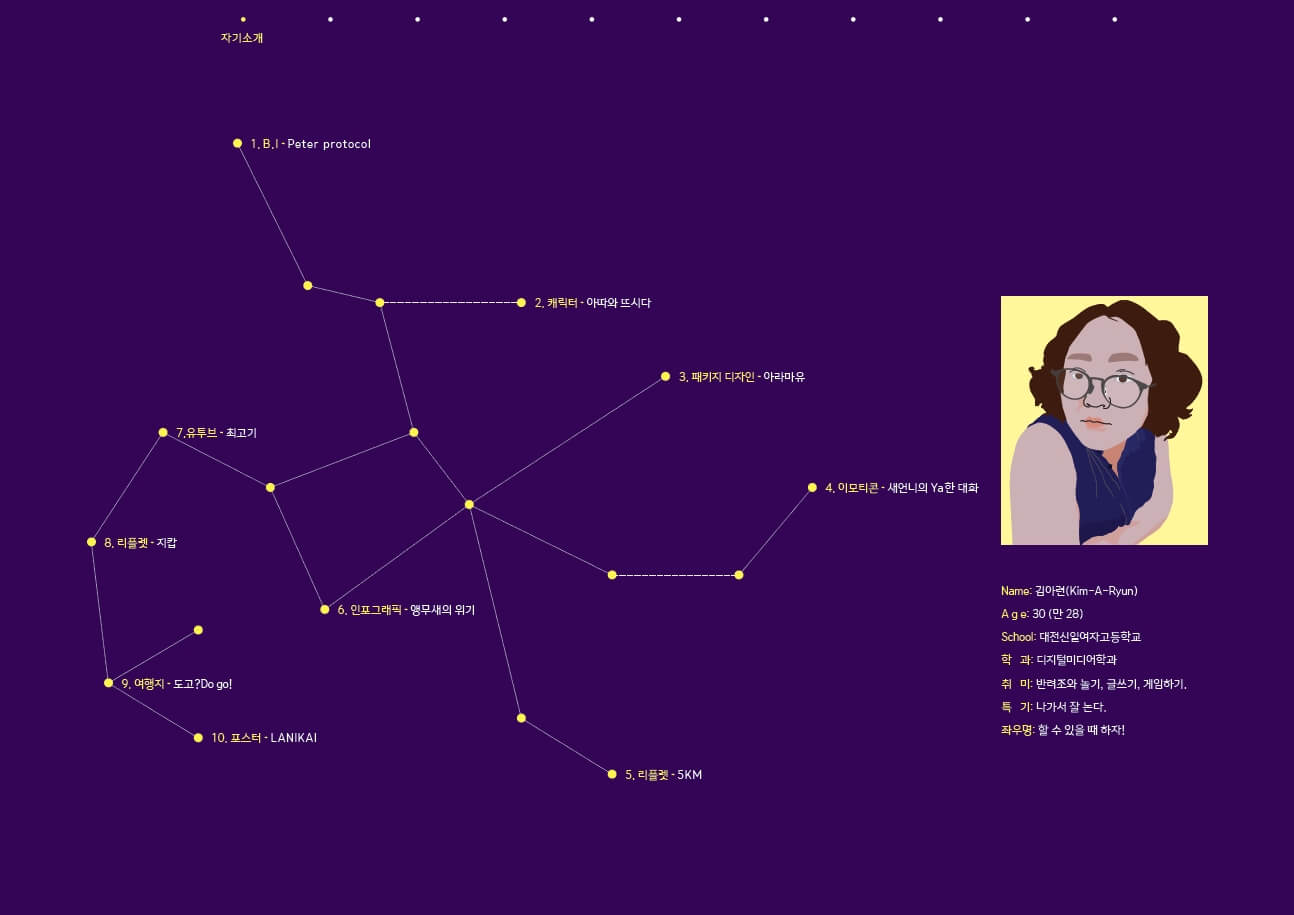 자기소개
1. B.I - Peter protocol
2. 캐릭터 - 아따와 뜨시다
3. 패키지 디자인 - 아라마유
7.유투브 - 최고기
4. 이모티콘 - 새언니의 Ya한 대화
8. 리플렛 - 지캅
6. 인포그래픽 - 앵무새의 위기
9. 여행지 - 도고?Do go!
10. 포스터 - LANIKAI
5. 리플렛 - 5KM
Name: 김아련(Kim-A-Ryun)
A g e: 30 (만 28)
School: 대전신일여자고등학교
학 과: 디지털미디어학과
취 미: 반려조와 놀기, 글쓰기, 게임하기.
특 기: 나가서 잘 논다.
좌우명: 할 수 있을 때 하자!